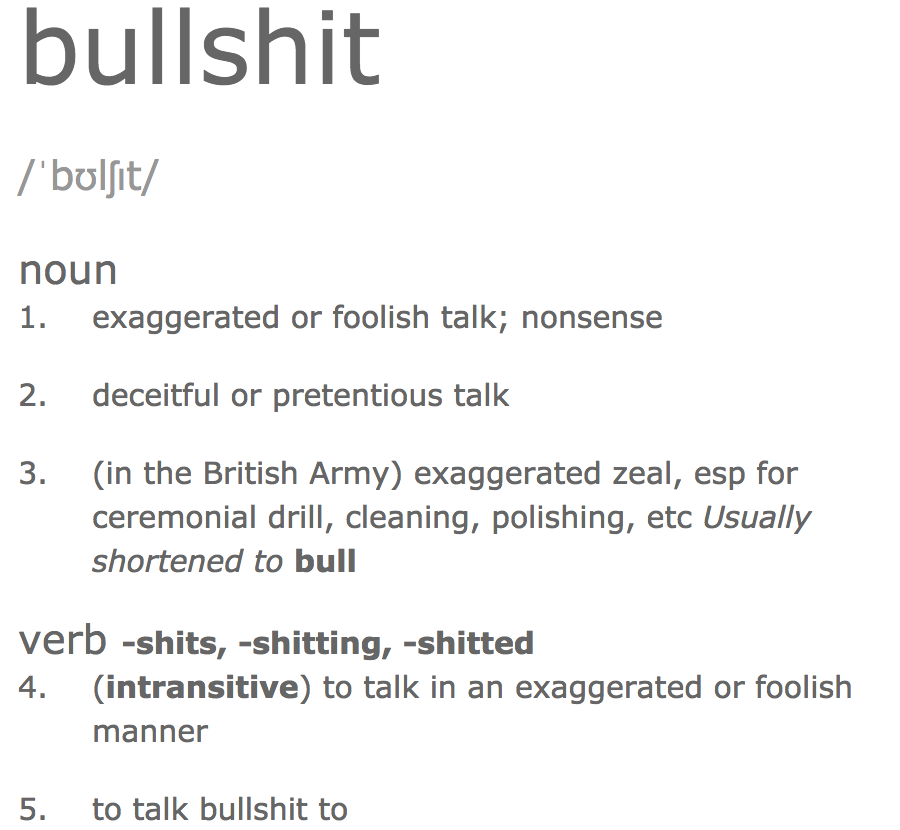 bullshit
/ˈbʊlʃɪt/
noun
1. exaggerated or foolish talk; nonsense
2. deceitful or pretentious talk
3. (in the British Army) exaggerated zeal, esp for
ceremonial drill, cleaning, polishing, etc Usually
shortened to bull
verb -shits, -shitting, -shitted
4. (intransitive) to talk in an exaggerated or foolish
manner
5. to talk bullshit to